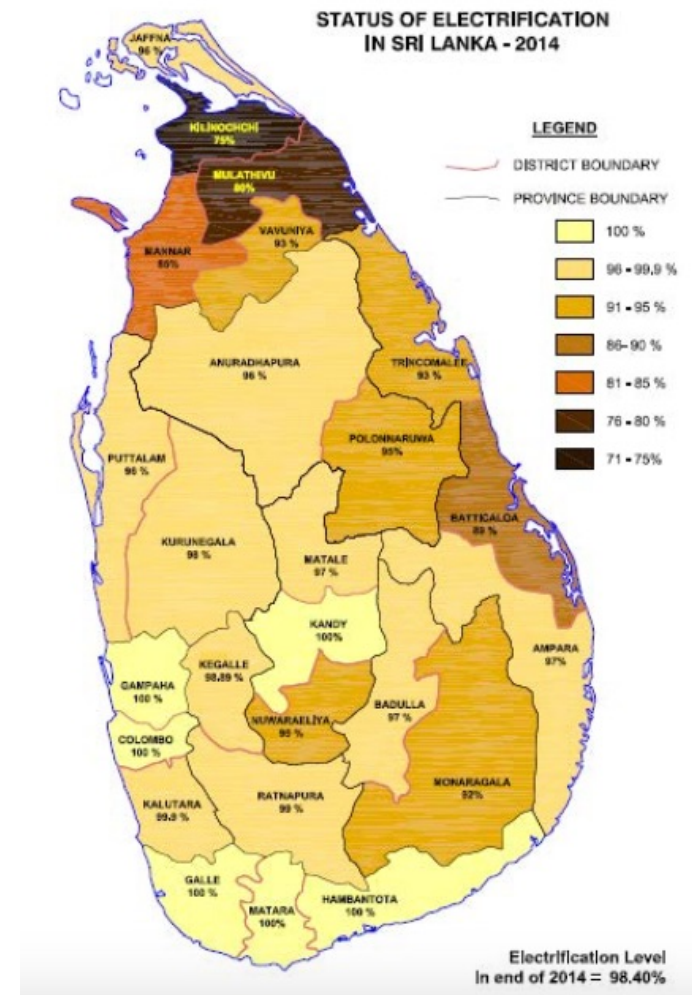 STATUS OF ELECTRIFICATION
IN SRI LANKA - 2014
LEGEND
DISTRICT BOUNDARY
PROVINCE BOUNDARY
100 %
96 - 99.9 %
91 - 95 %
86- 90 %
81 - 85 %
76 - 80 %
71 - 75%
JAFFNA
96 %
KILINOCHCHI
75%
MULATHIVU
80%
VAVUNIYA
93 %
MANNAR
85%
ANURADHAPURA
96 %
TRINCOMALEE
93 %
POLONNARUWA
95%
PUTTALAM
96 %
BATTICALOA
89 %
KURUNEGALA
98 %
MATALE
97 %
KANDY
100%
AMPARA
97%
KEGALLE
98.89 %
GAMPAHA
100 %
BADULLA
97 %
NUWARAELIYA
95 %
COLOMBO
100 %
MONARAGALA
92%
RATNAPURA
99 %
KALUTARA
99.9 %
GALLE
100 %
HAMBANTOTA
100 %
MATARA
100%
Electrification Level
in end of 2014 = 98.40%